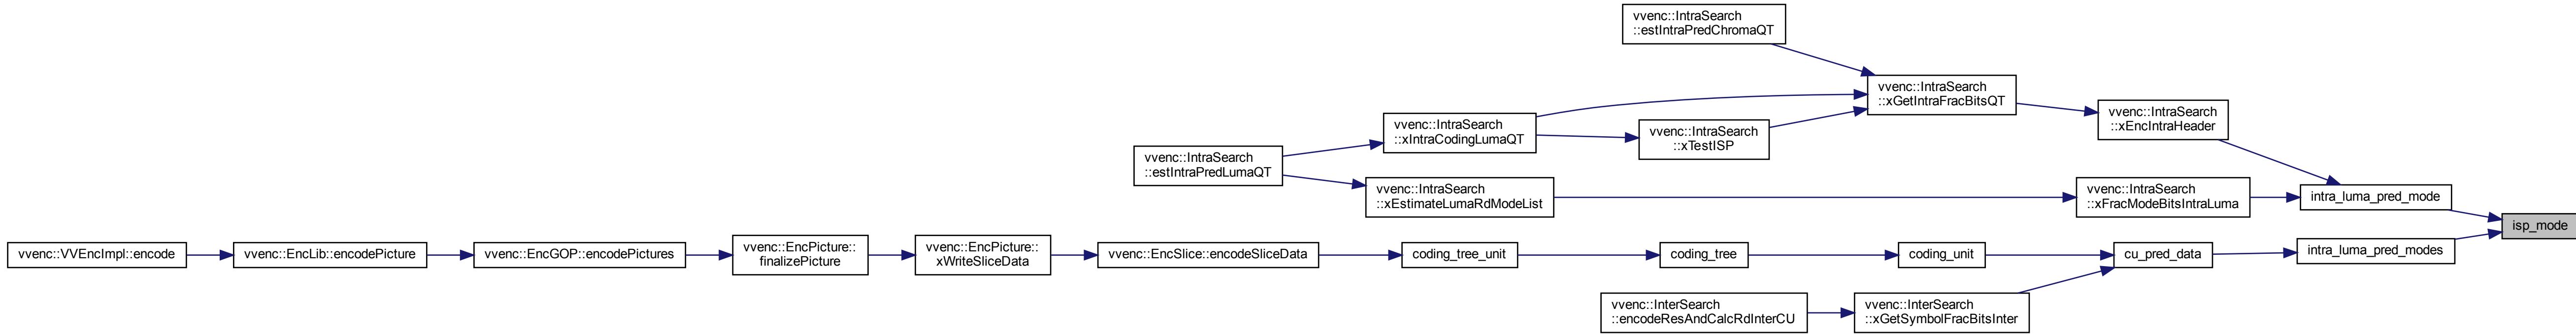 vvenc::IntraSearch
::estIntraPredChromaQT
vvenc::IntraSearch
::xGetIntraFracBitsQT
vvenc::IntraSearch
::xEncIntraHeader
vvenc::IntraSearch
::xIntraCodingLumaQT
vvenc::IntraSearch
::xTestISP
vvenc::IntraSearch
::estIntraPredLumaQT
vvenc::IntraSearch
::xEstimateLumaRdModeList
vvenc::IntraSearch
::xFracModeBitsIntraLuma
intra_luma_pred_mode
isp_mode
vvenc::VVEncImpl::encode
vvenc::EncLib::encodePicture
vvenc::EncGOP::encodePictures
vvenc::EncPicture::
finalizePicture
vvenc::EncPicture::
xWriteSliceData
vvenc::EncSlice::encodeSliceData
coding_tree_unit
coding_tree
coding_unit
cu_pred_data
intra_luma_pred_modes
vvenc::InterSearch
::encodeResAndCalcRdInterCU
vvenc::InterSearch
::xGetSymbolFracBitsInter